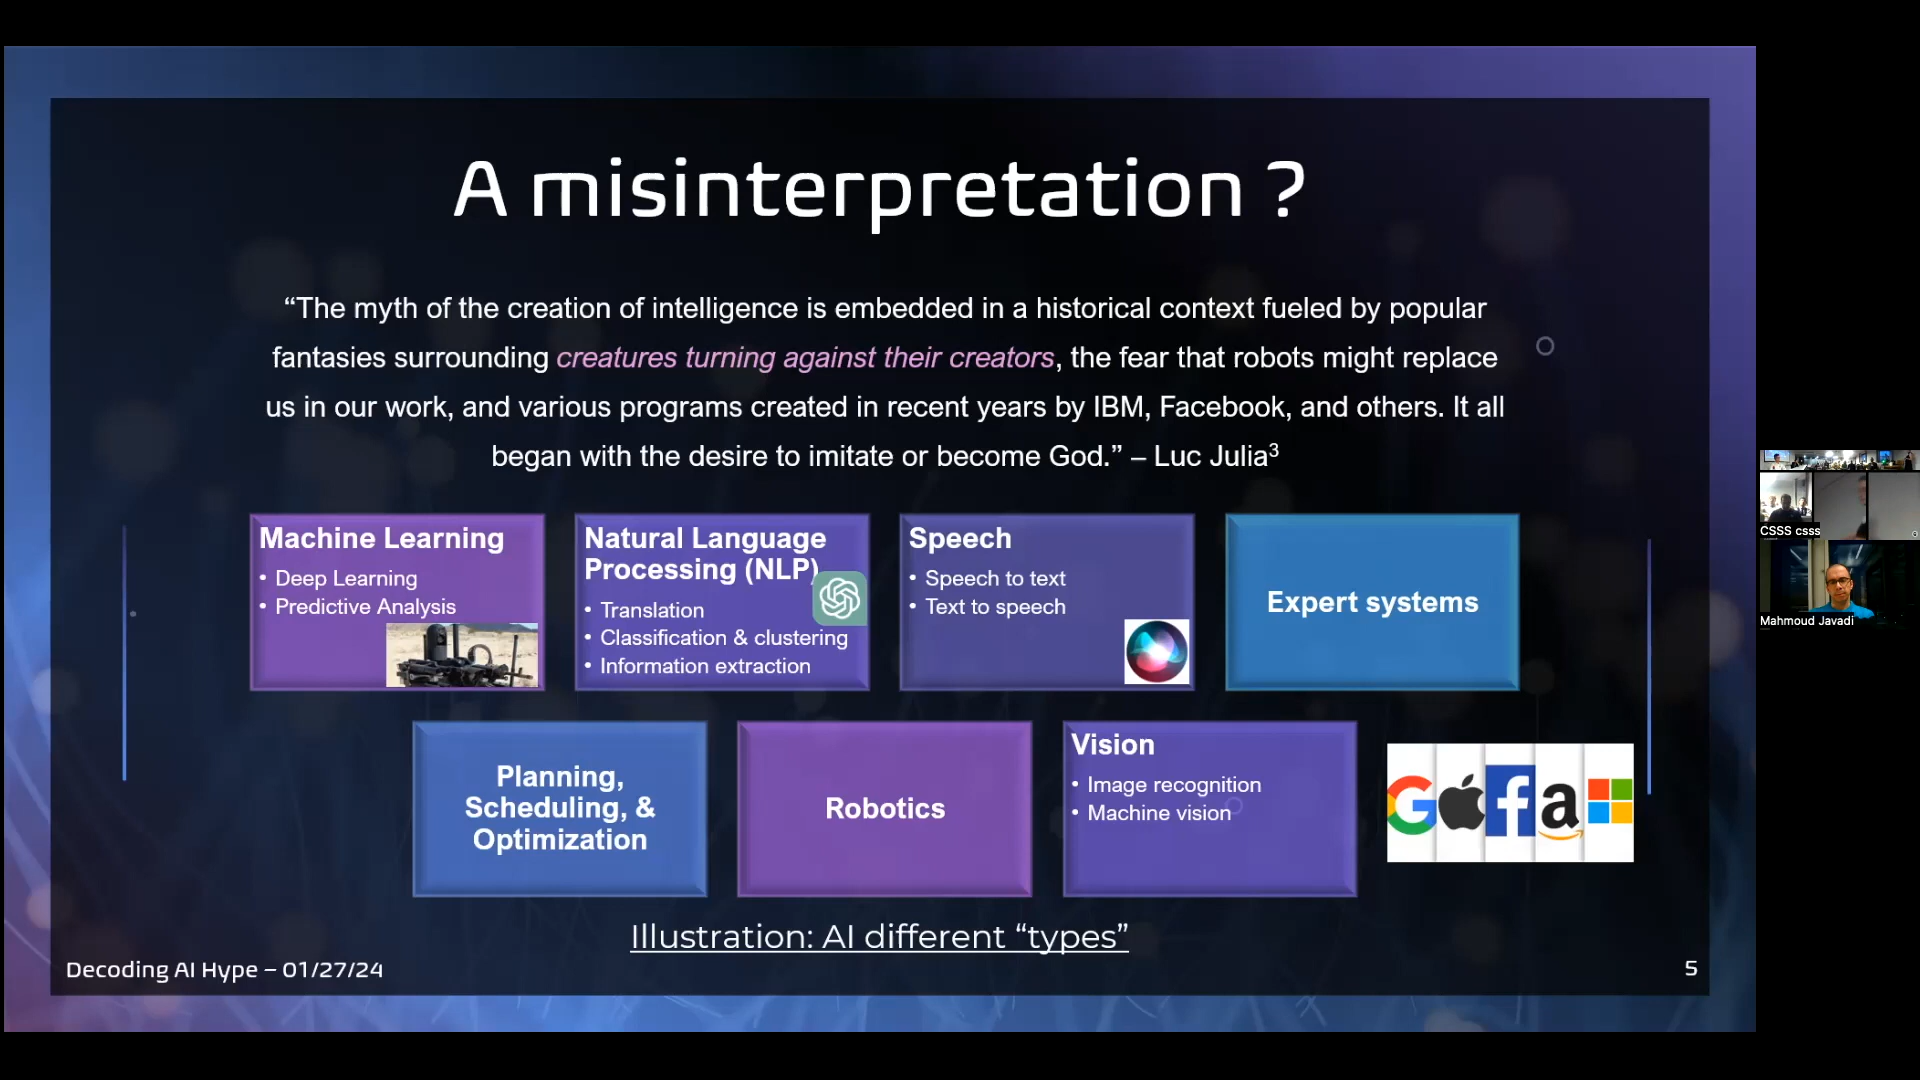 A misinterpretation ?
“The myth of the creation of intelligence is embedded in a historical context fueled by popular
fantasies surrounding creatures turning against their creators, the fear that robots might replace
us in our work, and various programs created in recent years by IBM, Facebook, and others. It all
began with the desire to imitate or become God.” – Luc Julia3
Machine Learning
• Deep Learning
• Predictive Analysis
Natural Language
Processing (NLP)
• Translation
• Classification & clustering
• Information extraction
Speech
• Speech to text
• Text to speech
Expert systems
Planning,
Scheduling, &
Optimization
Robotics
Vision
• Image recognition
• Machine vision
Illustration: AI different “types”
Decoding AI Hype – 01/27/24
5
CSSS csss
Mahmoud Javadi